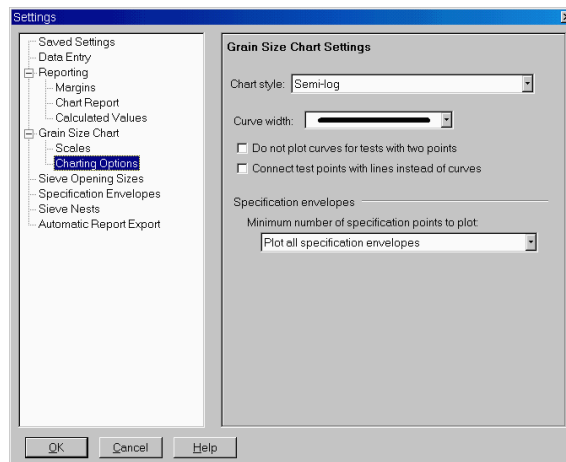 Settings
Saved Settings
Data Entry
Reporting
Margins
Chart Report
Calculated Values
Grain Size Chart
Scales
Charting Options
Sieve Opening Sizes
Specification Envelopes
Sieve Nests
Automatic Report Export
Grain Size Chart Settings
Chart style: Semi-log
Curve width:
Do not plot curves for tests with two points
Connect test points with lines instead of curves
Specification envelopes
Minimum number of specification points to plot:
Plot all specification envelopes
OK Cancel Help